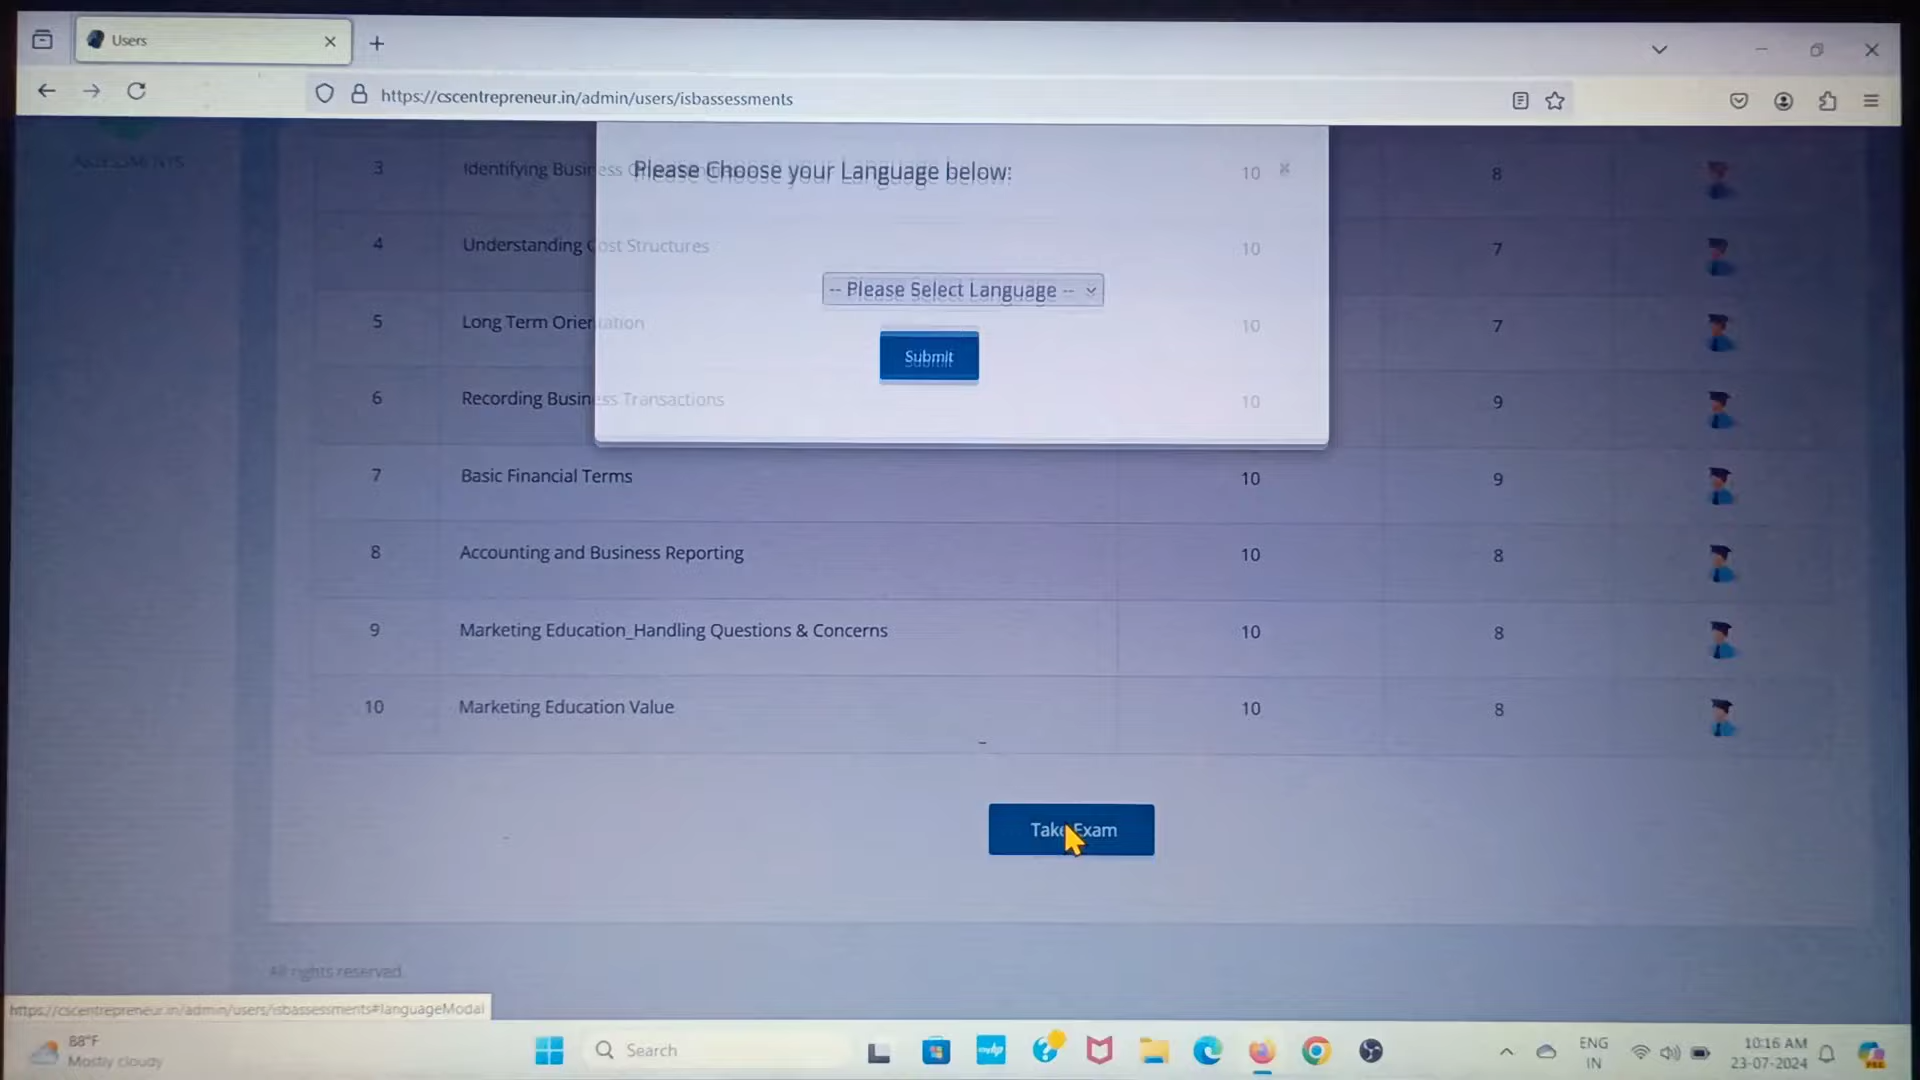 Users
https://cscentrepreneur.in/admin/users/isbassessments
ASSESSMENTS
Please Choose your Language below:
3 Identifying Business 10 8
4 Understanding Cost Structures 10 7
-- Please Select Language --
5 Long Term Orientation 10 7
Submit
6 Recording Business Transactions 10 9
7 Basic Financial Terms 10 9
8 Accounting and Business Reporting 10 8
9 Marketing Education_Handling Questions & Concerns 10 8
10 Marketing Education Value 10 8
Take Exam
All rights reserved
https://cscentrepreneur.in/admin/users/isbassessments#languageModal
88°F
Mostly cloudy
Search
myhp
ENG
IN
10:16 AM
23-07-2024